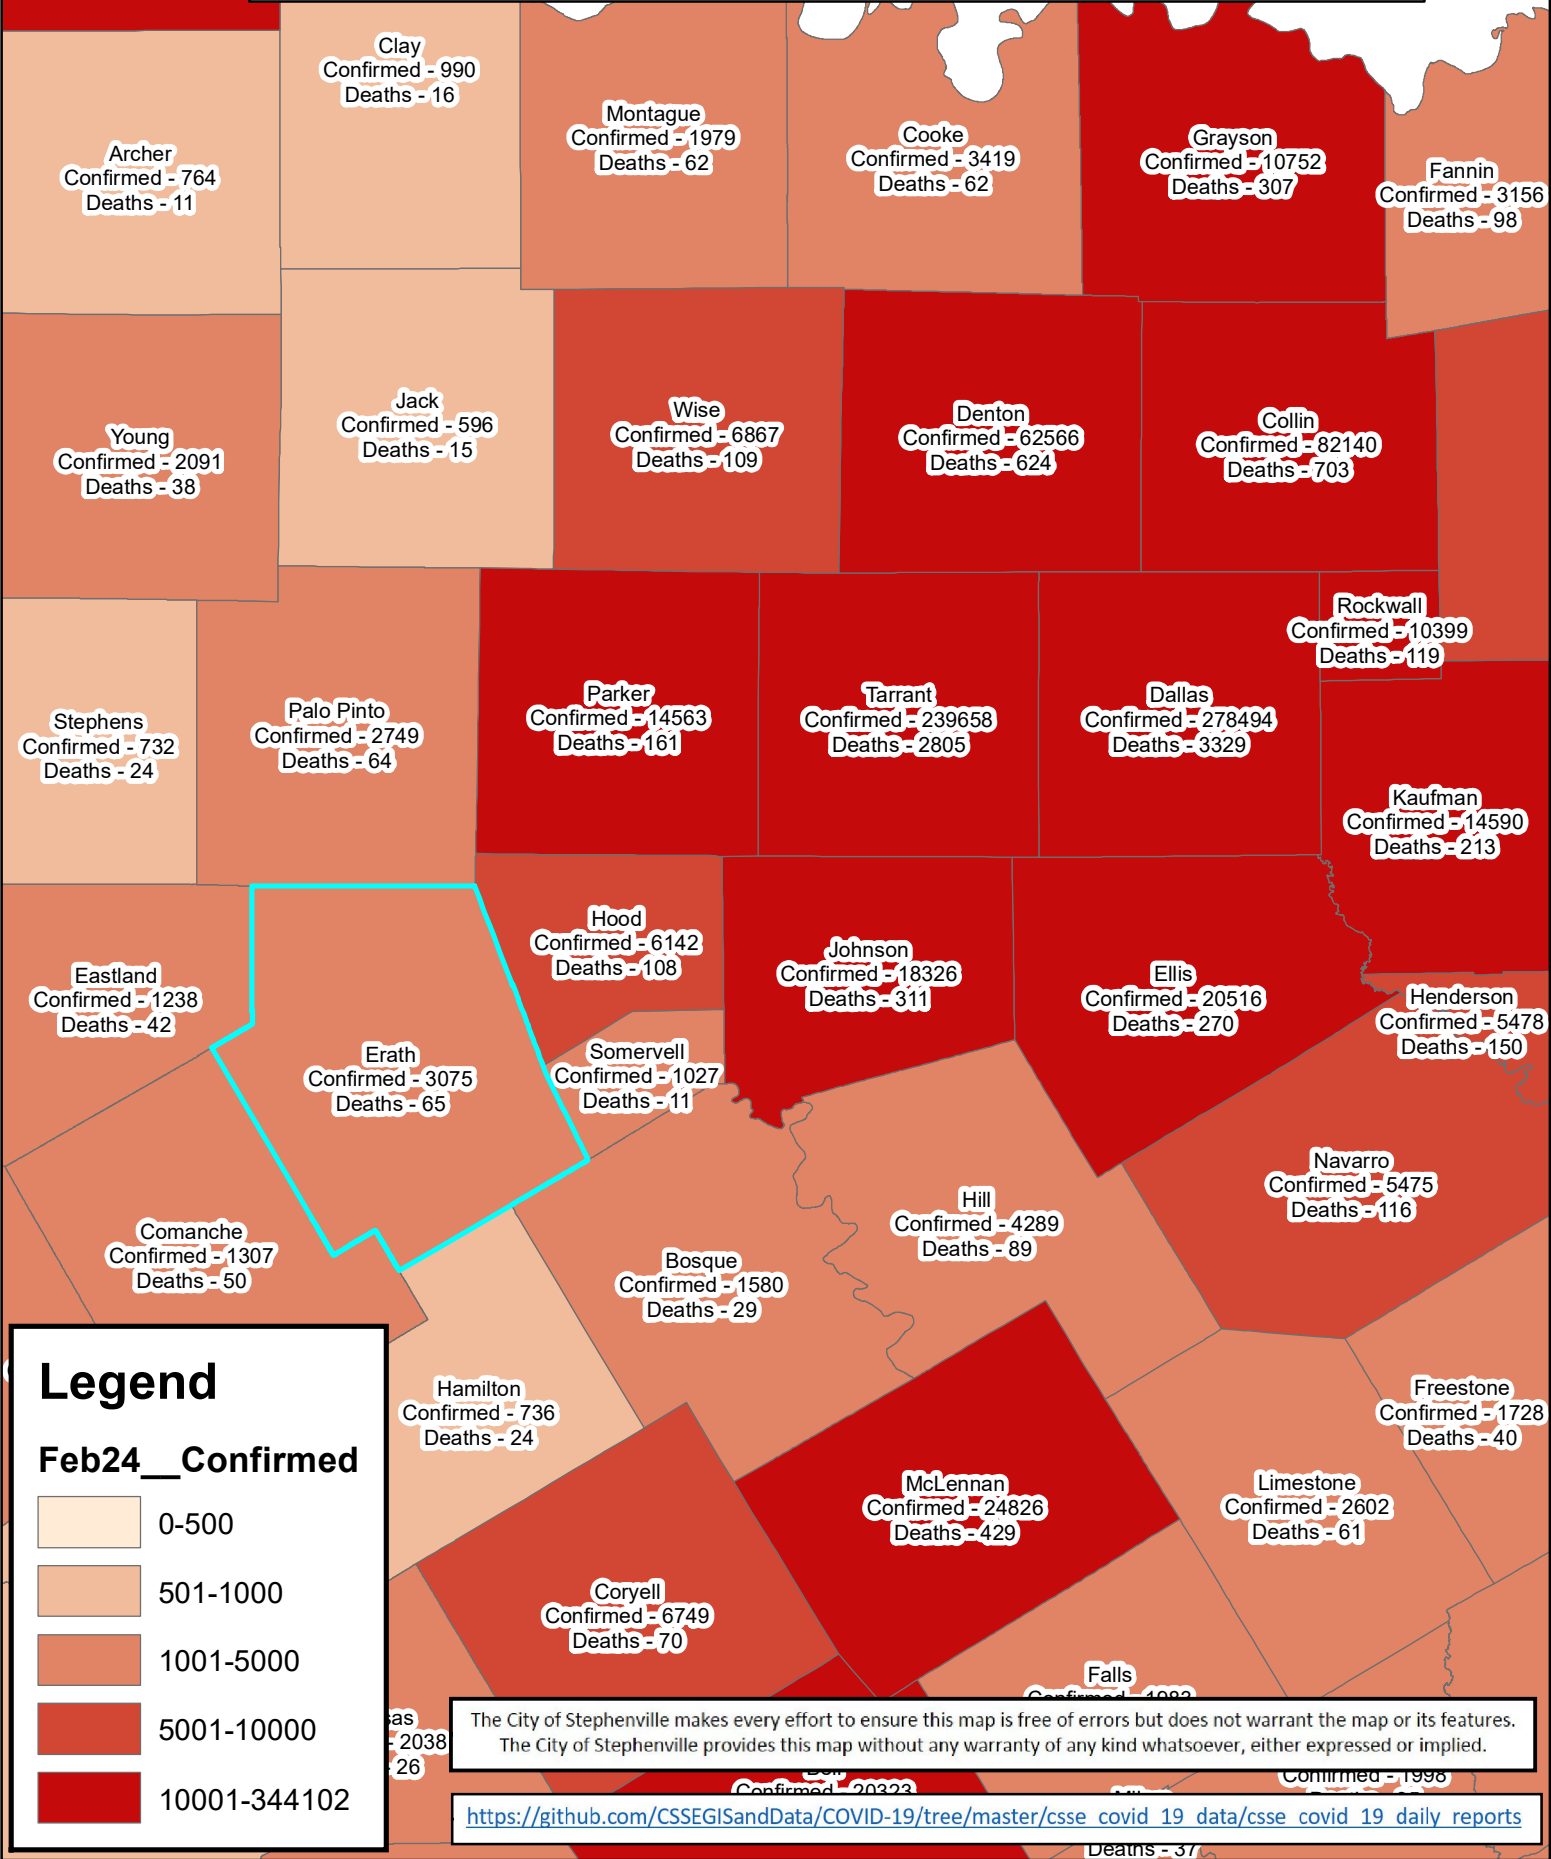 Clay
Confirmed - 990
Deaths - 16
Montague
Confirmed - 1979
Deaths - 62
Cooke
Confirmed - 3419
Deaths - 62
Grayson
Confirmed - 10752
Deaths - 307
Archer
Confirmed - 764
Deaths - 11
Fannin
Confirmed - 3156
Deaths - 98
Young
Confirmed - 2091
Deaths - 38
Jack
Confirmed - 596
Deaths - 15
Wise
Confirmed - 6867
Deaths - 109
Denton
Confirmed - 62566
Deaths - 624
Collin
Confirmed - 82140
Deaths - 703
Rockwall
Confirmed - 10399
Deaths - 119
Stephens
Confirmed - 732
Deaths - 24
Palo Pinto
Confirmed - 2749
Deaths - 64
Parker
Confirmed - 14563
Deaths - 161
Tarrant
Confirmed - 239658
Deaths - 2805
Dallas
Confirmed - 278494
Deaths - 3329
Kaufman
Confirmed - 14590
Deaths - 213
Eastland
Confirmed - 1238
Deaths - 42
Erath
Confirmed - 3075
Deaths - 65
Hood
Confirmed - 6142
Deaths - 108
Somervell
Confirmed - 1027
Deaths - 11
Johnson
Confirmed - 18326
Deaths - 311
Ellis
Confirmed - 20516
Deaths - 270
Henderson
Confirmed - 5478
Deaths - 150
Navarro
Confirmed - 5475
Deaths - 116
Comanche
Confirmed - 1307
Deaths - 50
Hill
Confirmed - 4289
Deaths - 89
Bosque
Confirmed - 1580
Deaths - 29
Hamilton
Confirmed - 736
Deaths - 24
Freestone
Confirmed - 1728
Deaths - 40
McLennan
Confirmed - 24826
Deaths - 429
Limestone
Confirmed - 2602
Deaths - 61
Coryell
Confirmed - 6749
Deaths - 70
Falls
sas
- 2038
- 26
Confirmed - 20323
Confirmed - 1998
Deaths - 37
Legend
Feb24__Confirmed
0-500
501-1000
1001-5000
5001-10000
10001-344102
The City of Stephenville makes every effort to ensure this map is free of errors but does not warrant the map or its features.
The City of Stephenville provides this map without any warranty of any kind whatsoever, either expressed or implied.
https://github.com/CSSEGISandData/COVID-19/tree/master/csse_covid_19_data/csse_covid_19_daily_reports